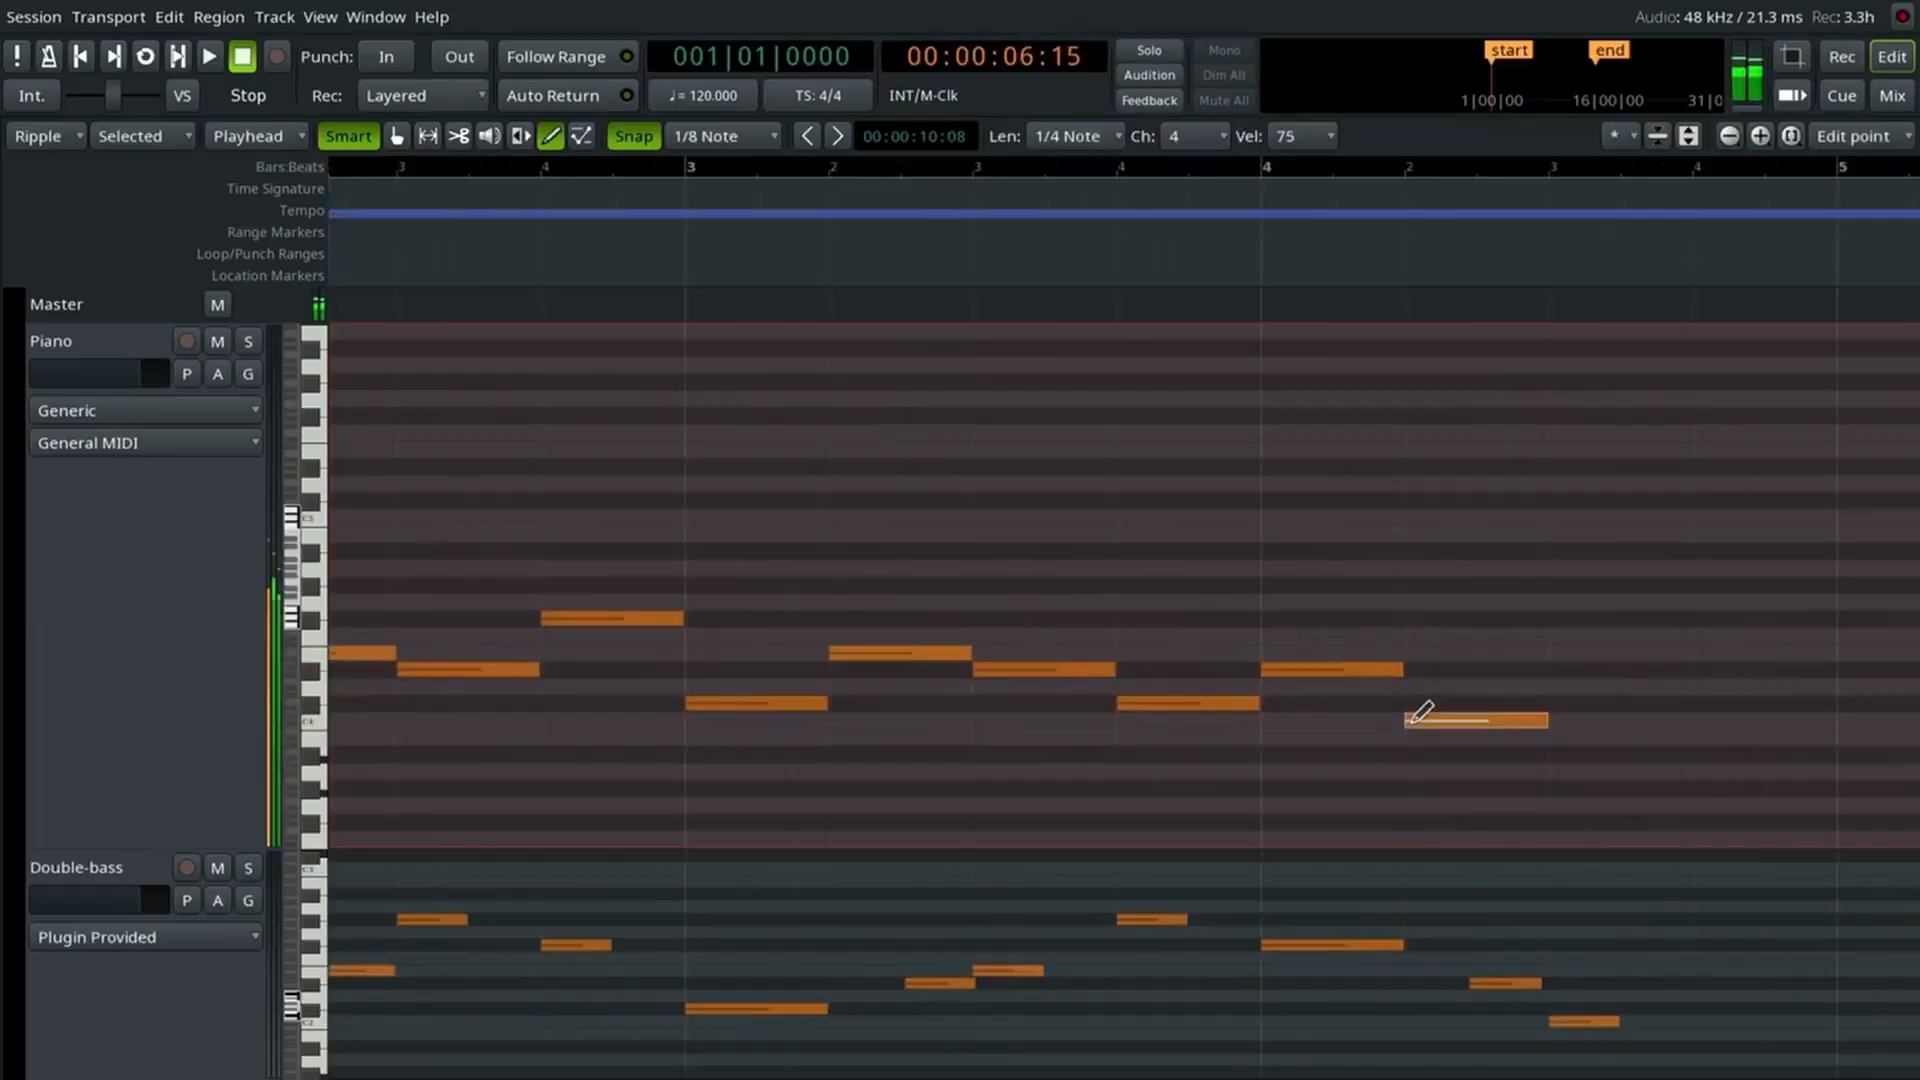 Session Transport Edit Region Track View Window Help
Audio: 48 kHz / 21.3 ms Rec: 3.3h
Punch: In Out Follow Range 001|01|0000 00:00:06:15 Solo Mono start end Rec Edit
Int. VS Stop Rec: Layered Auto Return ♩= 120.000 TS: 4/4 INT/M-Clk Audition Dim All
Feedback Mute All 1|00|00 16|00|00 31|0 Cue Mix
Ripple Selected Playhead Smart Snap 1/8 Note 00:00:10:08 Len: 1/4 Note Ch: 4 Vel: 75 * Edit point
Bars:Beats 3 4 3 2 3 4 4 2 3 4 5
Time Signature
Tempo
Range Markers
Loop/Punch Ranges
Location Markers
Master M
Piano M S
P A G
Generic
General MIDI
C5
C4
Double-bass M S
C3
P A G
Plugin Provided
C2